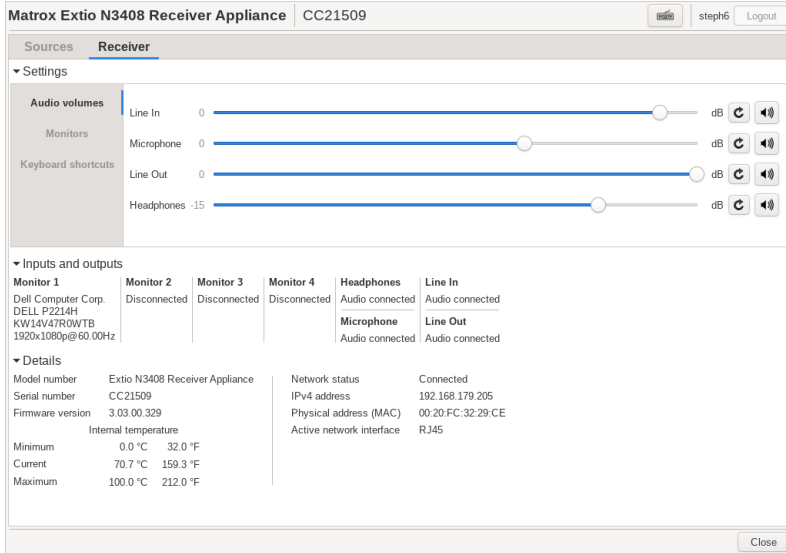 Matrox Extio N3408 Receiver Appliance CC21509 steph6 Logout
Sources Receiver
Settings
Audio volumes
Monitors
Keyboard shortcuts
Line In 0 dB
Microphone 0 dB
Line Out 0 dB
Headphones -15 dB
Inputs and outputs
Monitor 1 Monitor 2 Monitor 3 Monitor 4 Headphones Line In
Dell Computer Corp. Disconnected Disconnected Disconnected Audio connected Audio connected
DELL P2214H
KW14V47R0WTB Microphone Line Out
1920x1080p@60.00Hz Audio connected Audio connected
Details
Model number Extio N3408 Receiver Appliance Network status Connected
Serial number CC21509 IPv4 address 192.168.179.205
Firmware version 3.03.00.329 Physical address (MAC) 00:20:FC:32:29:CE
Internal temperature Active network interface RJ45
Minimum 0.0 °C 32.0 °F
Current 70.7 °C 159.3 °F
Maximum 100.0 °C 212.0 °F
Close